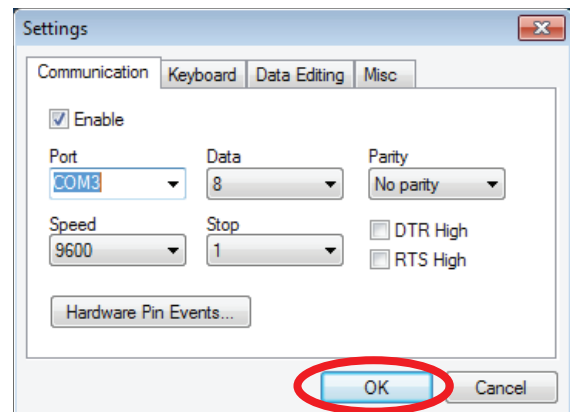 Settings
Communication Keyboard Data Editing Misc
Enable
Port Data Parity
COM3 8 No parity
Speed Stop DTR High
9600 1 RTS High
Hardware Pin Events...
OK Cancel